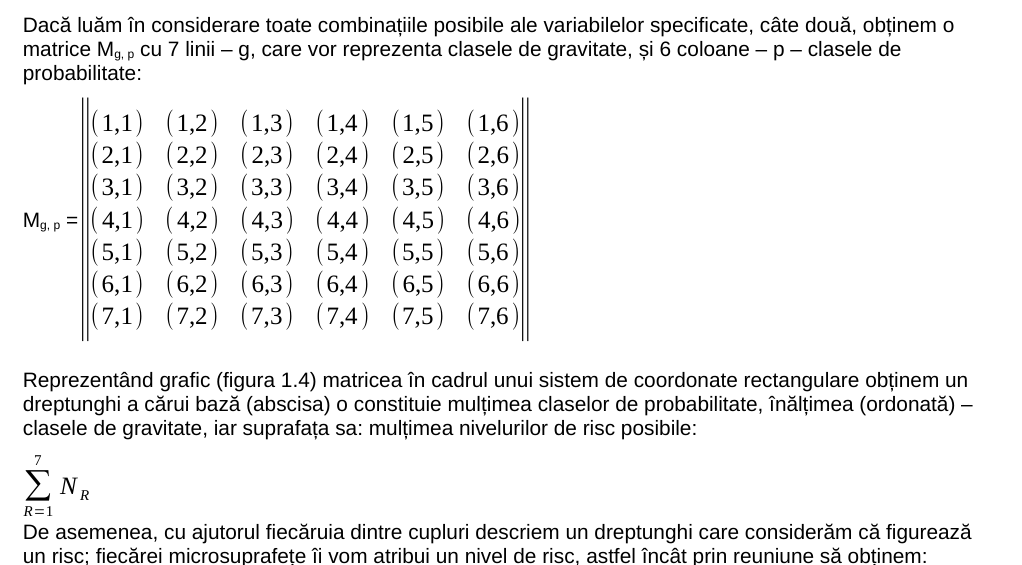 Dacă luăm în considerare toate combinațiile posibile ale variabilelor specificate, câte două, obținem o
matrice Mg, p cu 7 linii – g, care vor reprezenta clasele de gravitate, și 6 coloane – p – clasele de
probabilitate:
(1,1) (1,2) (1,3) (1,4) (1,5) (1,6)
(2,1) (2,2) (2,3) (2,4) (2,5) (2,6)
(3,1) (3,2) (3,3) (3,4) (3,5) (3,6)
Mg, p = (4,1) (4,2) (4,3) (4,4) (4,5) (4,6)
(5,1) (5,2) (5,3) (5,4) (5,5) (5,6)
(6,1) (6,2) (6,3) (6,4) (6,5) (6,6)
(7,1) (7,2) (7,3) (7,4) (7,5) (7,6)
Reprezentând grafic (figura 1.4) matricea în cadrul unui sistem de coordonate rectangulare obținem un
dreptunghi a cărui bază (abscisa) o constituie mulțimea claselor de probabilitate, înălțimea (ordonată) –
clasele de gravitate, iar suprafața sa: mulțimea nivelurilor de risc posibile:
7
∑ N R
R=1
De asemenea, cu ajutorul fiecăruia dintre cupluri descriem un dreptunghi care considerăm că figurează
un risc; fiecărei microsuprafețe îi vom atribui un nivel de risc, astfel încât prin reuniune să obținem: